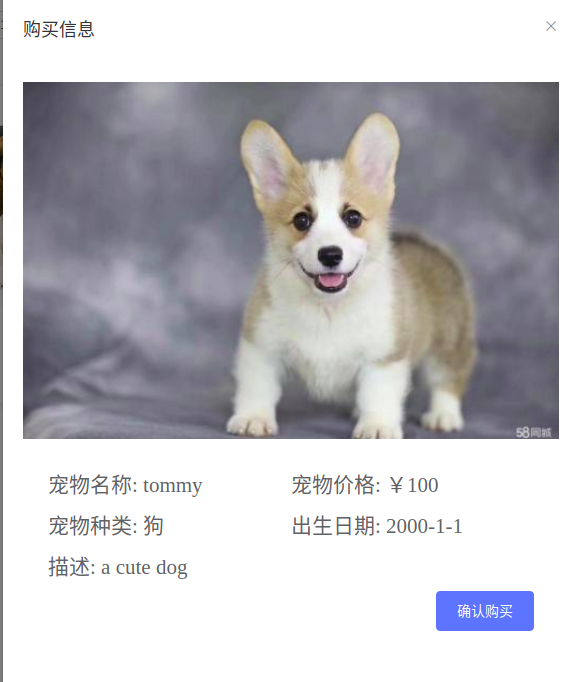 购买信息
58同城
宠物名称: tommy
宠物价格: ￥100
宠物种类: 狗
出生日期: 2000-1-1
描述: a cute dog
确认购买